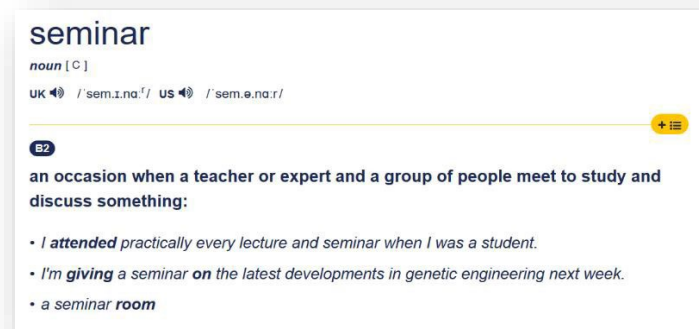 seminar
noun [ C ]
UK /ˈsem.ɪ.nɑːʳ/ US /ˈsem.ə.nɑːr/
+
B2
an occasion when a teacher or expert and a group of people meet to study and
discuss something:
• I attended practically every lecture and seminar when I was a student.
• I'm giving a seminar on the latest developments in genetic engineering next week.
• a seminar room